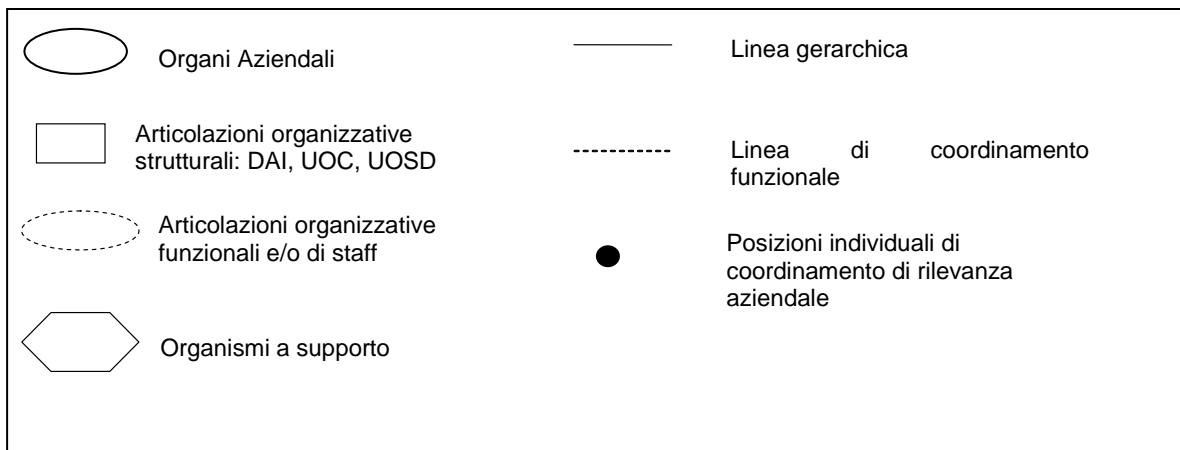 Organi Aziendali
Articolazioni organizzative
strutturali: DAI, UOC, UOSD
Articolazioni organizzative
funzionali e/o di staff
Organismi a supporto
Linea gerarchica
Linea di coordinamento
funzionale
Posizioni individuali di
coordinamento di rilevanza
aziendale